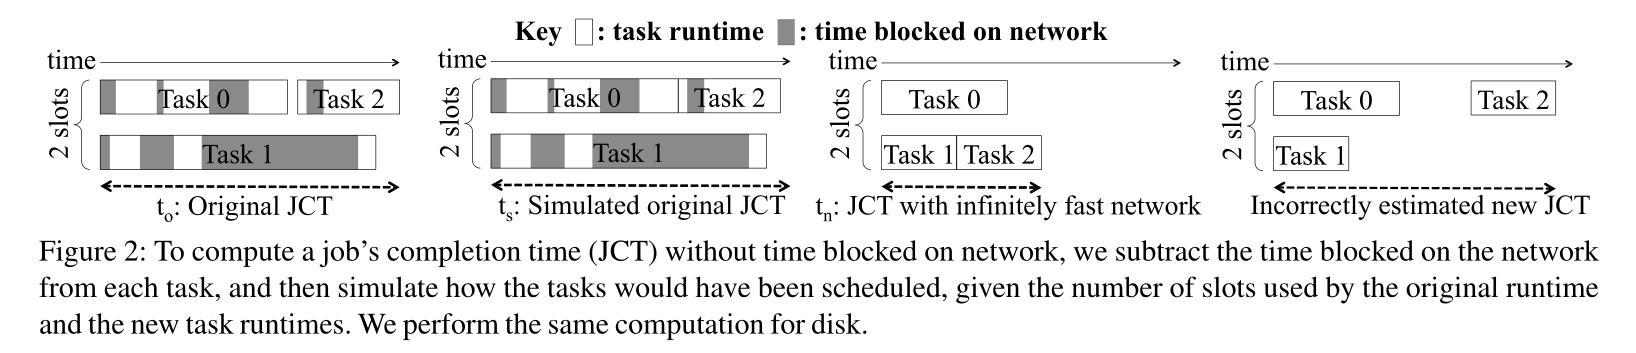 Key : task runtime : time blocked on network
time
2 slots
Task 0
Task 2
Task 1
to: Original JCT
time
2 slots
Task 0
Task 2
Task 1
ts: Simulated original JCT
time
2 slots
Task 0
Task 1
Task 2
tn: JCT with infinitely fast network
time
2 slots
Task 0
Task 2
Task 1
Incorrectly estimated new JCT
Figure 2: To compute a job's completion time (JCT) without time blocked on network, we subtract the time blocked on the network
from each task, and then simulate how the tasks would have been scheduled, given the number of slots used by the original runtime
and the new task runtimes. We perform the same computation for disk.